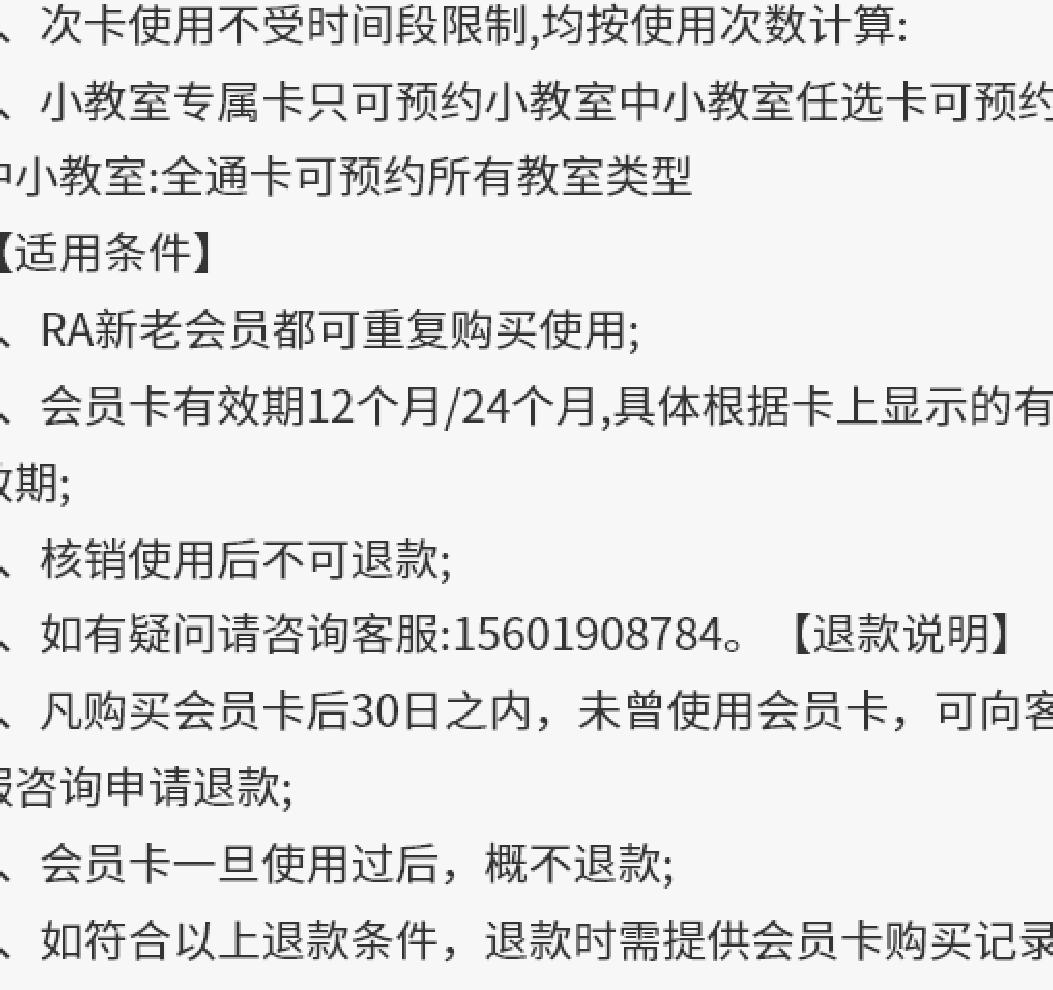 、次卡使用不受时间段限制,均按使用次数计算:
、小教室专属卡只可预约小教室中小教室任选卡可预约
中小教室:全通卡可预约所有教室类型
【适用条件】
、RA新老会员都可重复购买使用;
、会员卡有效期12个月/24个月,具体根据卡上显示的有
效期;
、核销使用后不可退款;
、如有疑问请咨询客服:15601908784。【退款说明】
、凡购买会员卡后30日之内，未曾使用会员卡，可向客
服咨询申请退款;
、会员卡一旦使用过后，概不退款;
、如符合以上退款条件，退款时需提供会员卡购买记录